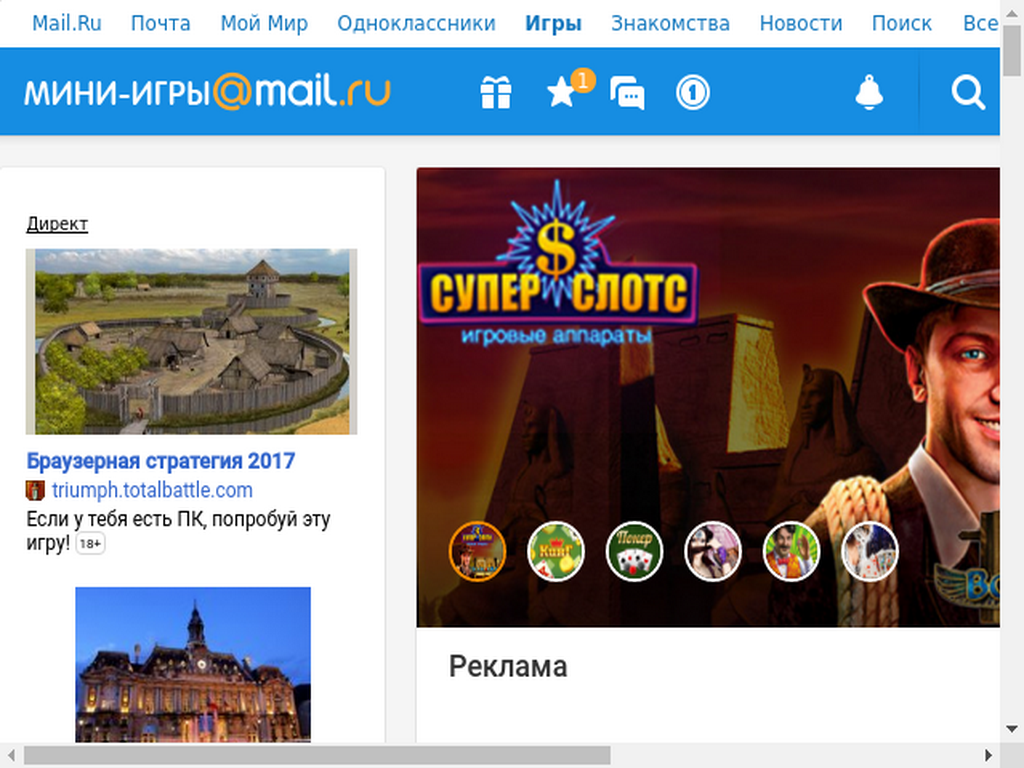 Mail.Ru Почта Мой Мир Одноклассники Игры Знакомства Новости Поиск Все
МИНИ-ИГРЫ@mail.ru
1
1
Директ
Браузерная стратегия 2017
triumph.totalbattle.com
Если у тебя есть ПК, попробуй эту
игру! 18+
$
СУПЕР СЛОТС
игровые аппараты
Покер
Реклама